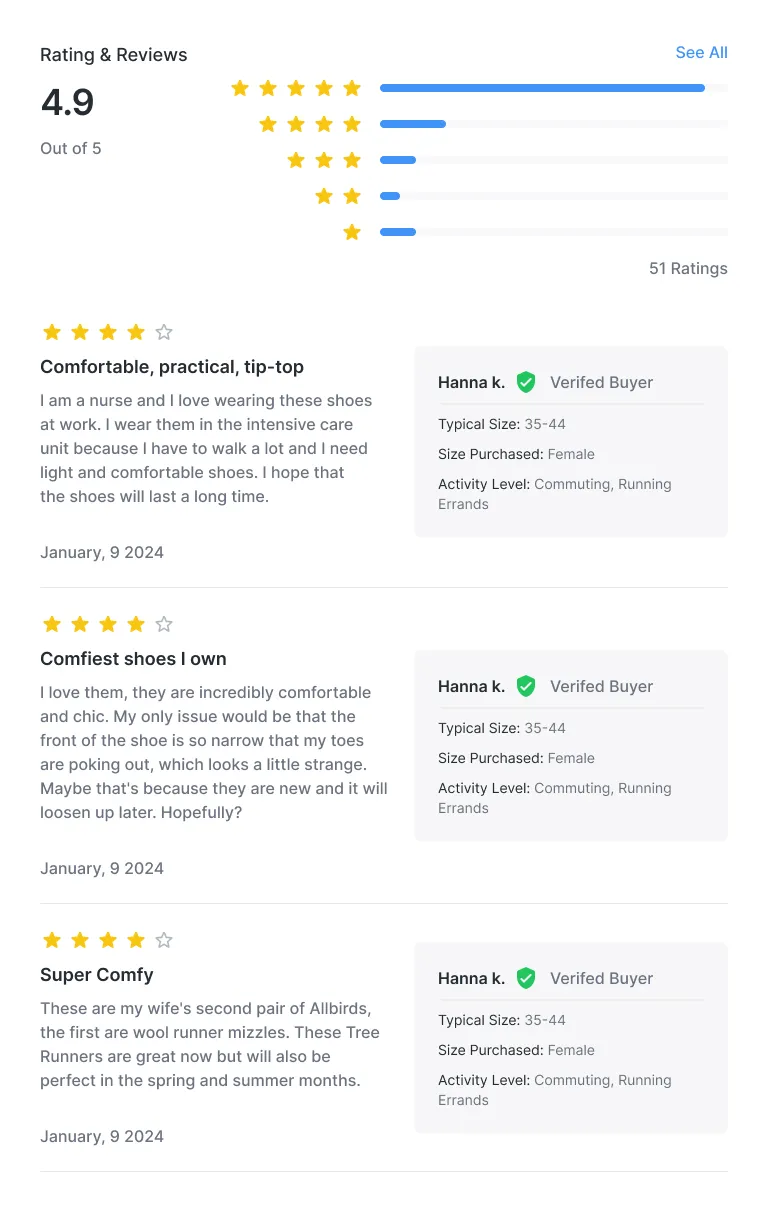 Rating & Reviews
See All
4.9
Out of 5
51 Ratings
Comfortable, practical, tip-top
I am a nurse and I love wearing these shoes
at work. I wear them in the intensive care
unit because I have to walk a lot and I need
light and comfortable shoes. I hope that
the shoes will last a long time.
January, 9 2024
Hanna k. Verifed Buyer
Typical Size: 35-44
Size Purchased: Female
Activity Level: Commuting, Running
Errands
Comfiest shoes I own
I love them, they are incredibly comfortable
and chic. My only issue would be that the
front of the shoe is so narrow that my toes
are poking out, which looks a little strange.
Maybe that's because they are new and it will
loosen up later. Hopefully?
January, 9 2024
Hanna k. Verifed Buyer
Typical Size: 35-44
Size Purchased: Female
Activity Level: Commuting, Running
Errands
Super Comfy
These are my wife's second pair of Allbirds,
the first are wool runner mizzles. These Tree
Runners are great now but will also be
perfect in the spring and summer months.
January, 9 2024
Hanna k. Verifed Buyer
Typical Size: 35-44
Size Purchased: Female
Activity Level: Commuting, Running
Errands